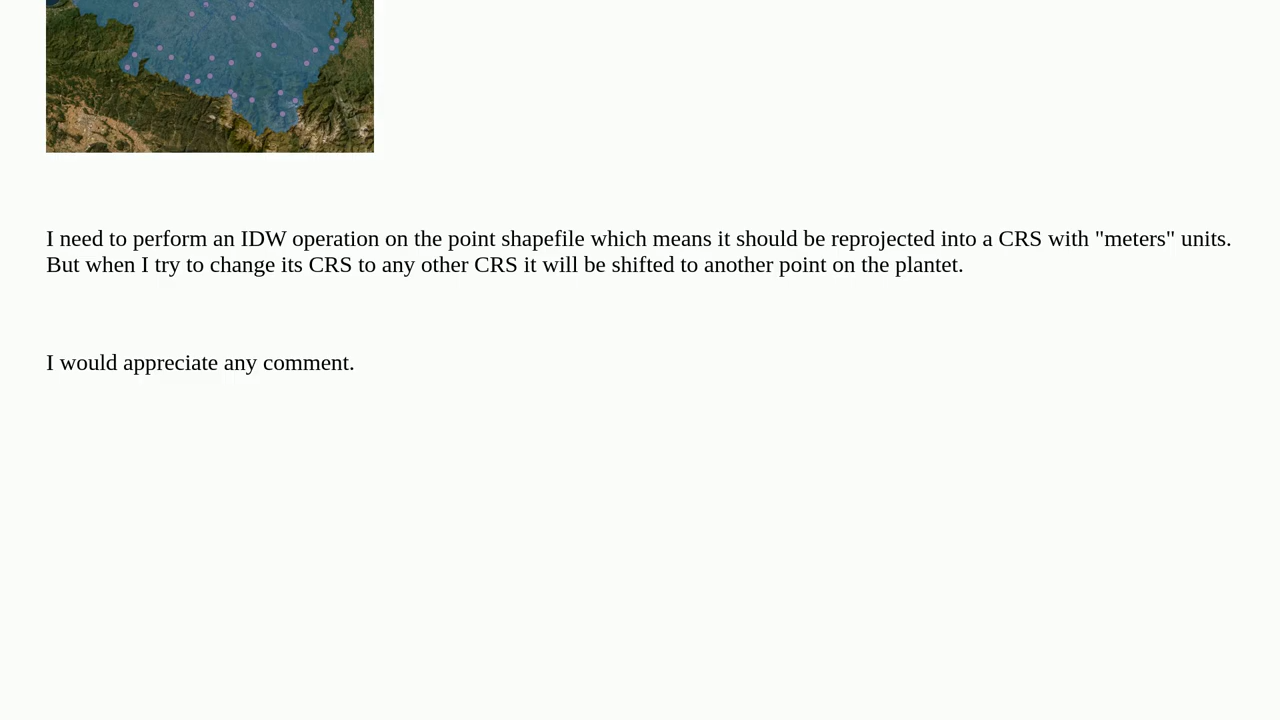 I need to perform an IDW operation on the point shapefile which means it should be reprojected into a CRS with "meters" units.
But when I try to change its CRS to any other CRS it will be shifted to another point on the plantet.
I would appreciate any comment.